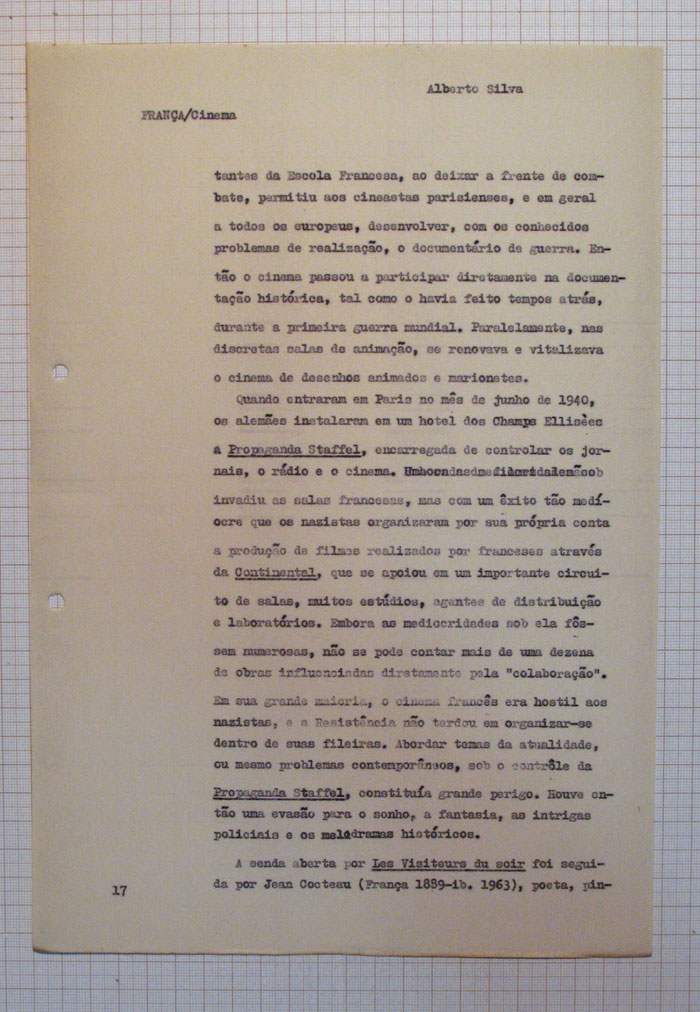 Alberto Silva
FRANÇA/Cinema
tantes da Escola Francesa, ao deixar a frente de com-
bate, permitiu aos cineastas parisienses, e em geral
a todos os europeus, desenvolver, com os conhecidos
problemas de realização, o documentário de guerra. En-
tão o cinema passou a participar diretamente na documen-
tação histórica, tal como o havia feito tempos atrás,
durante a primeira guerra mundial. Paralelamente, nas
discretas salas de animação, se renovava e vitalizava
o cinema de desenhos animados e marionetes.
Quando entraram em Paris no mês de junho de 1940,
os alemães instalaram em um hotel dos Champs Ellisèes
a Propaganda Staffel, encarregada de controlar os jor-
nais, o rádio e o cinema.
invadiu as salas francesas, mas com um êxito tão medí-
ocre que os nazistas organizaram por sua própria conta
a produção de filmes realizados por franceses através
da Continental, que se apoiou em um importante circui-
to de salas, muitos estúdios, agentes de distribuição
e laboratórios. Embora as mediocridades sob ela fôs-
sem numerosas, não se pode contar mais de uma dezena
de obras influenciadas diretamente pela "colaboração".
Em sua grande maioria, o cinema francês era hostil aos
nazistas, e a Resistência não tardou em organizar-se
dentro de suas fileiras. Abordar temas da atualidade,
ou mesmo problemas contemporâneos, sob o contrôle da
Propaganda Staffel, constituía grande perigo. Houve en-
tão uma evasão para o sonho, a fantasia, as intrigas
policiais e os melodramas históricos.
A senda aberta por Les Visiteurs du soir foi segui-
da por Jean Cocteau (França 1889-ib. 1963), poeta, pin-
17